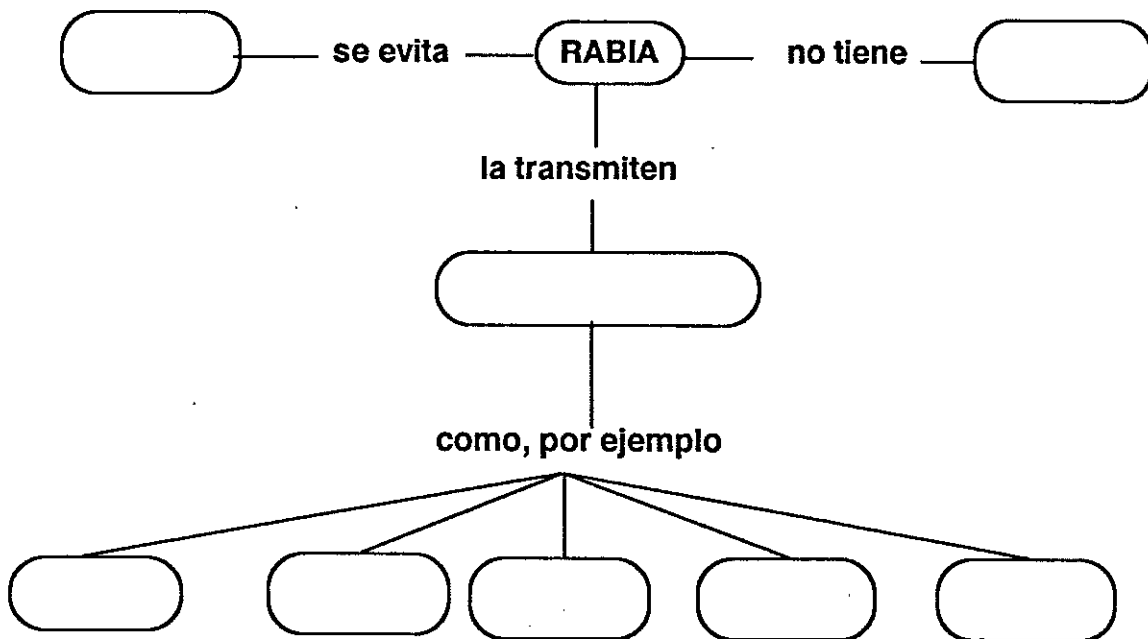 se evita RABIA no tiene
la transmiten
como, por ejemplo